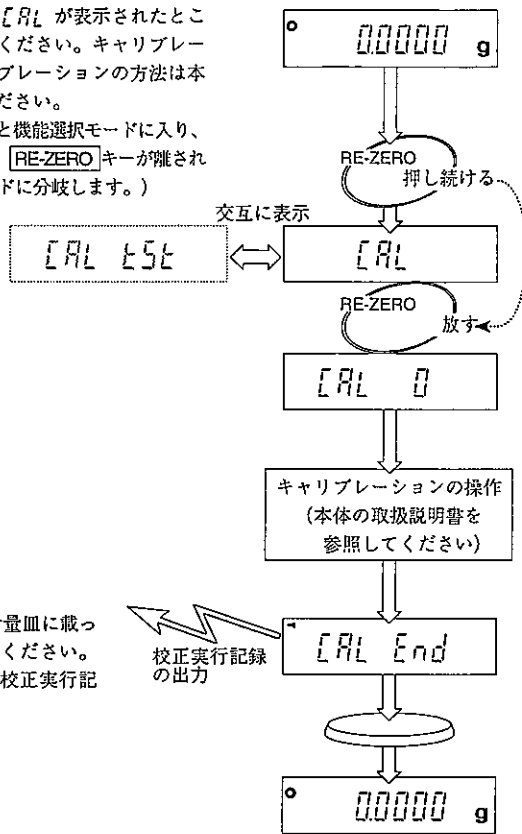 CAL が表示されたとこ
ください。キャリブレー
ブレーションの方法は本
ださい。
と機能選択モードに入り、
RE-ZERO キーが離され
ドに分岐します。)
0.0000 g
RE-ZERO
押し続ける
交互に表示
CAL tSt
CAL
RE-ZERO
放す
CAL 0
キャリブレーションの操作
(本体の取扱説明書を
参照してください)
量皿に載っ
ください。
校正実行記
校正実行記録
の出力
CAL End
0.0000 g